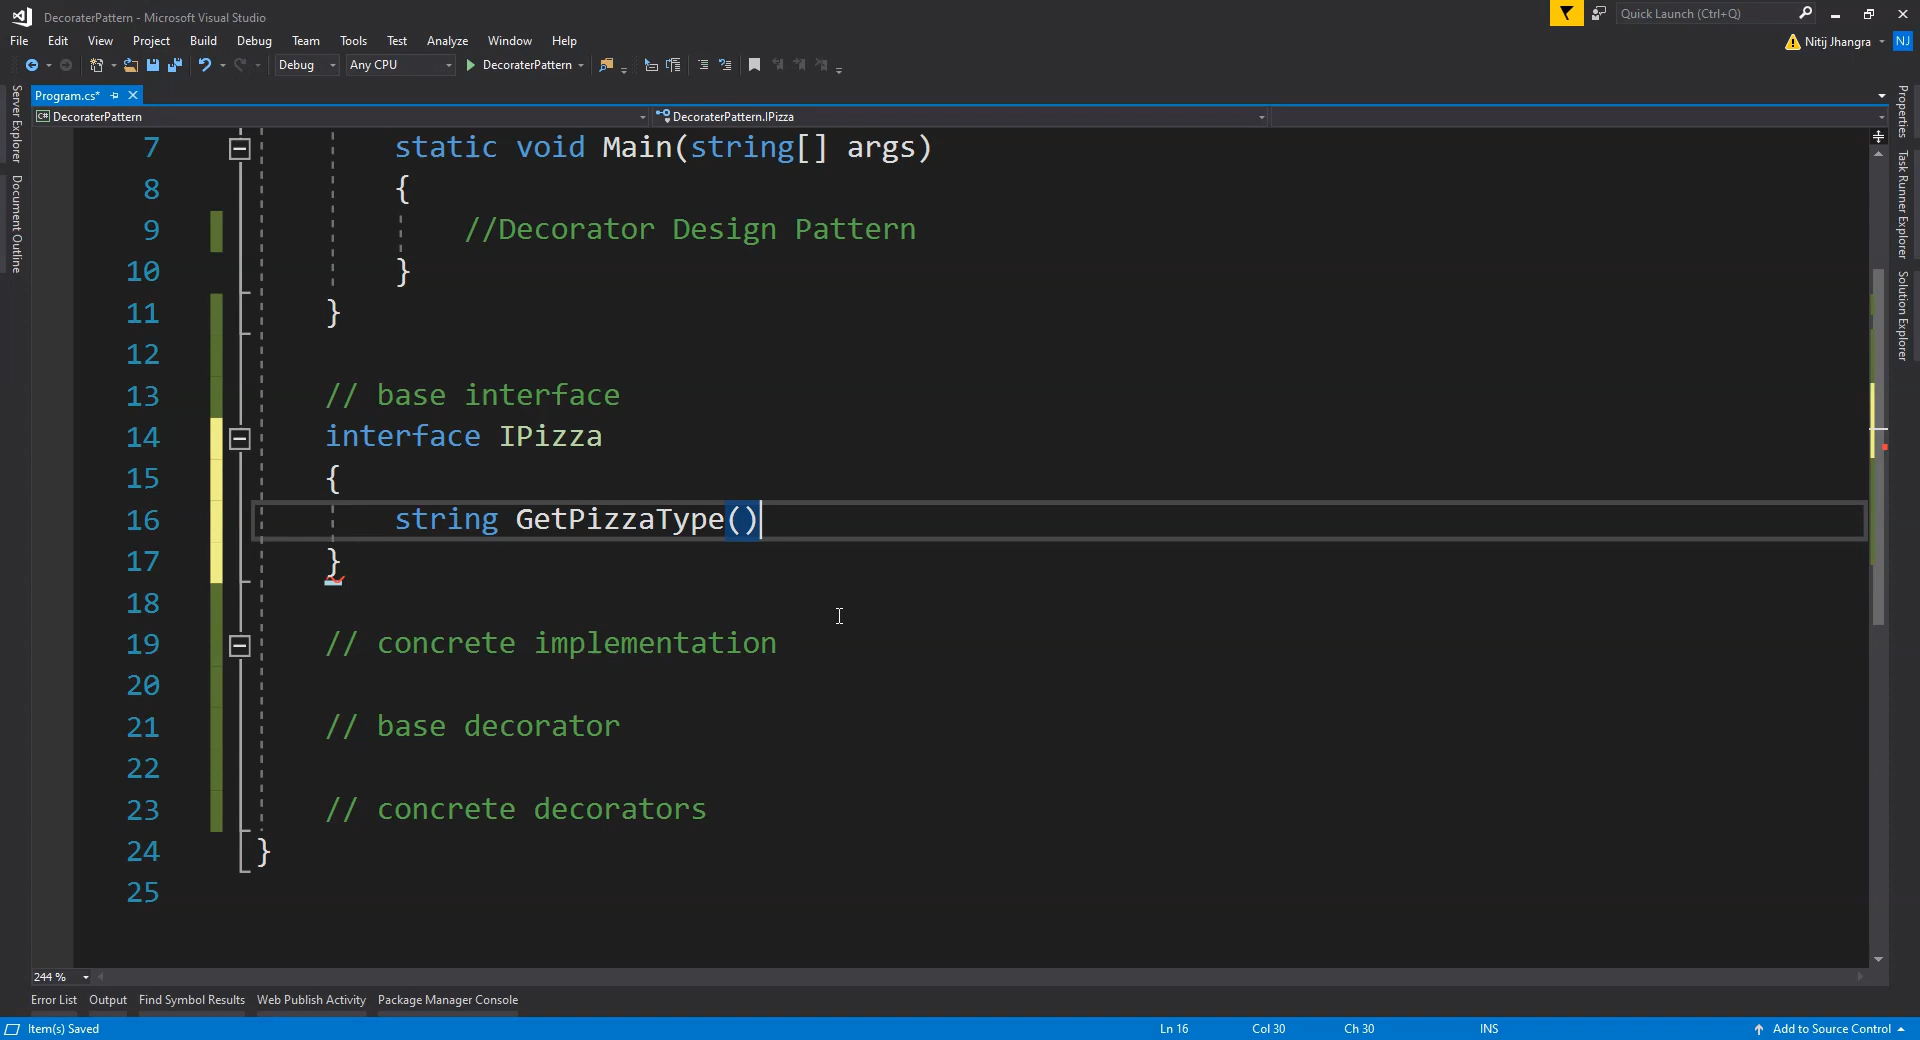 DecoraterPattern - Microsoft Visual Studio
Quick Launch (Ctrl+Q)
File Edit View Project Build Debug Team Tools Test Analyze Window Help
Nitij Jhangra NJ
Debug Any CPU DecoraterPattern
Program.cs*
C# DecoraterPattern DecoraterPattern.IPizza
Server Explorer
Document Outline
Properties
Task Runner Explorer
Solution Explorer
7 static void Main(string[] args)
8 {
9 //Decorator Design Pattern
10 }
11 }
12
13 // base interface
14 interface IPizza
15 {
16 string GetPizzaType()
17 }
18
19 // concrete implementation
20
21 // base decorator
22
23 // concrete decorators
24 }
25
244 %
Error List Output Find Symbol Results Web Publish Activity Package Manager Console
Item(s) Saved Ln 16 Col 30 Ch 30 INS Add to Source Control